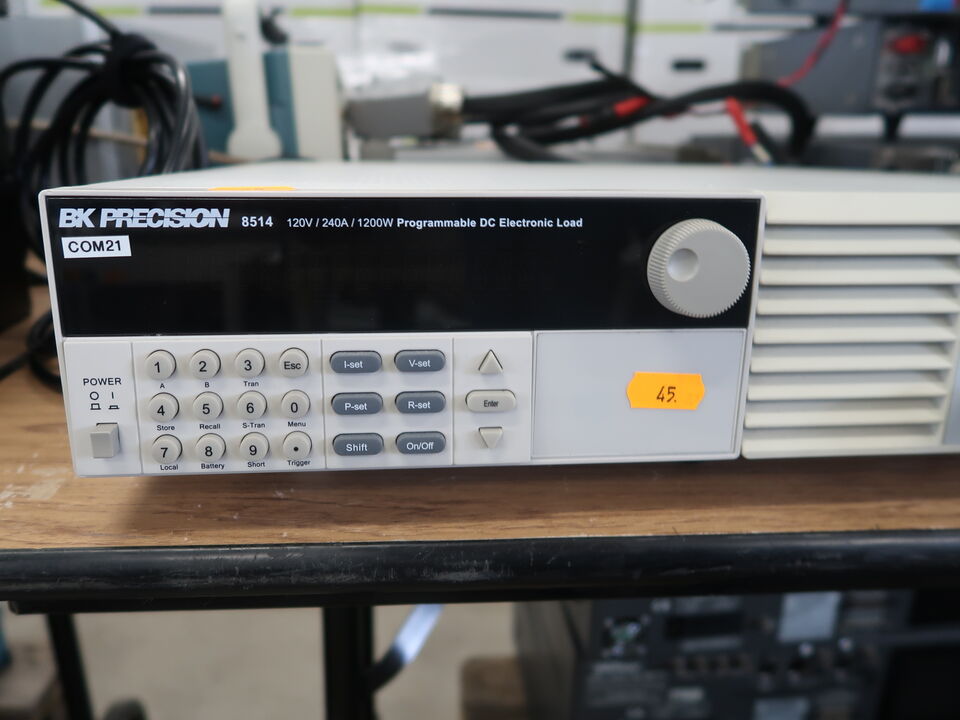 BK PRECISION 8514 120V / 240A / 1200W Programmable DC Electronic Load
COM21
POWER
1 2 3 Esc
A B Tran
4 5 6 0
Store Recall S-Tran Menu
7 8 9 •
Local Battery Short Trigger
I-set V-set
P-set R-set
Shift On/Off
Enter
45.